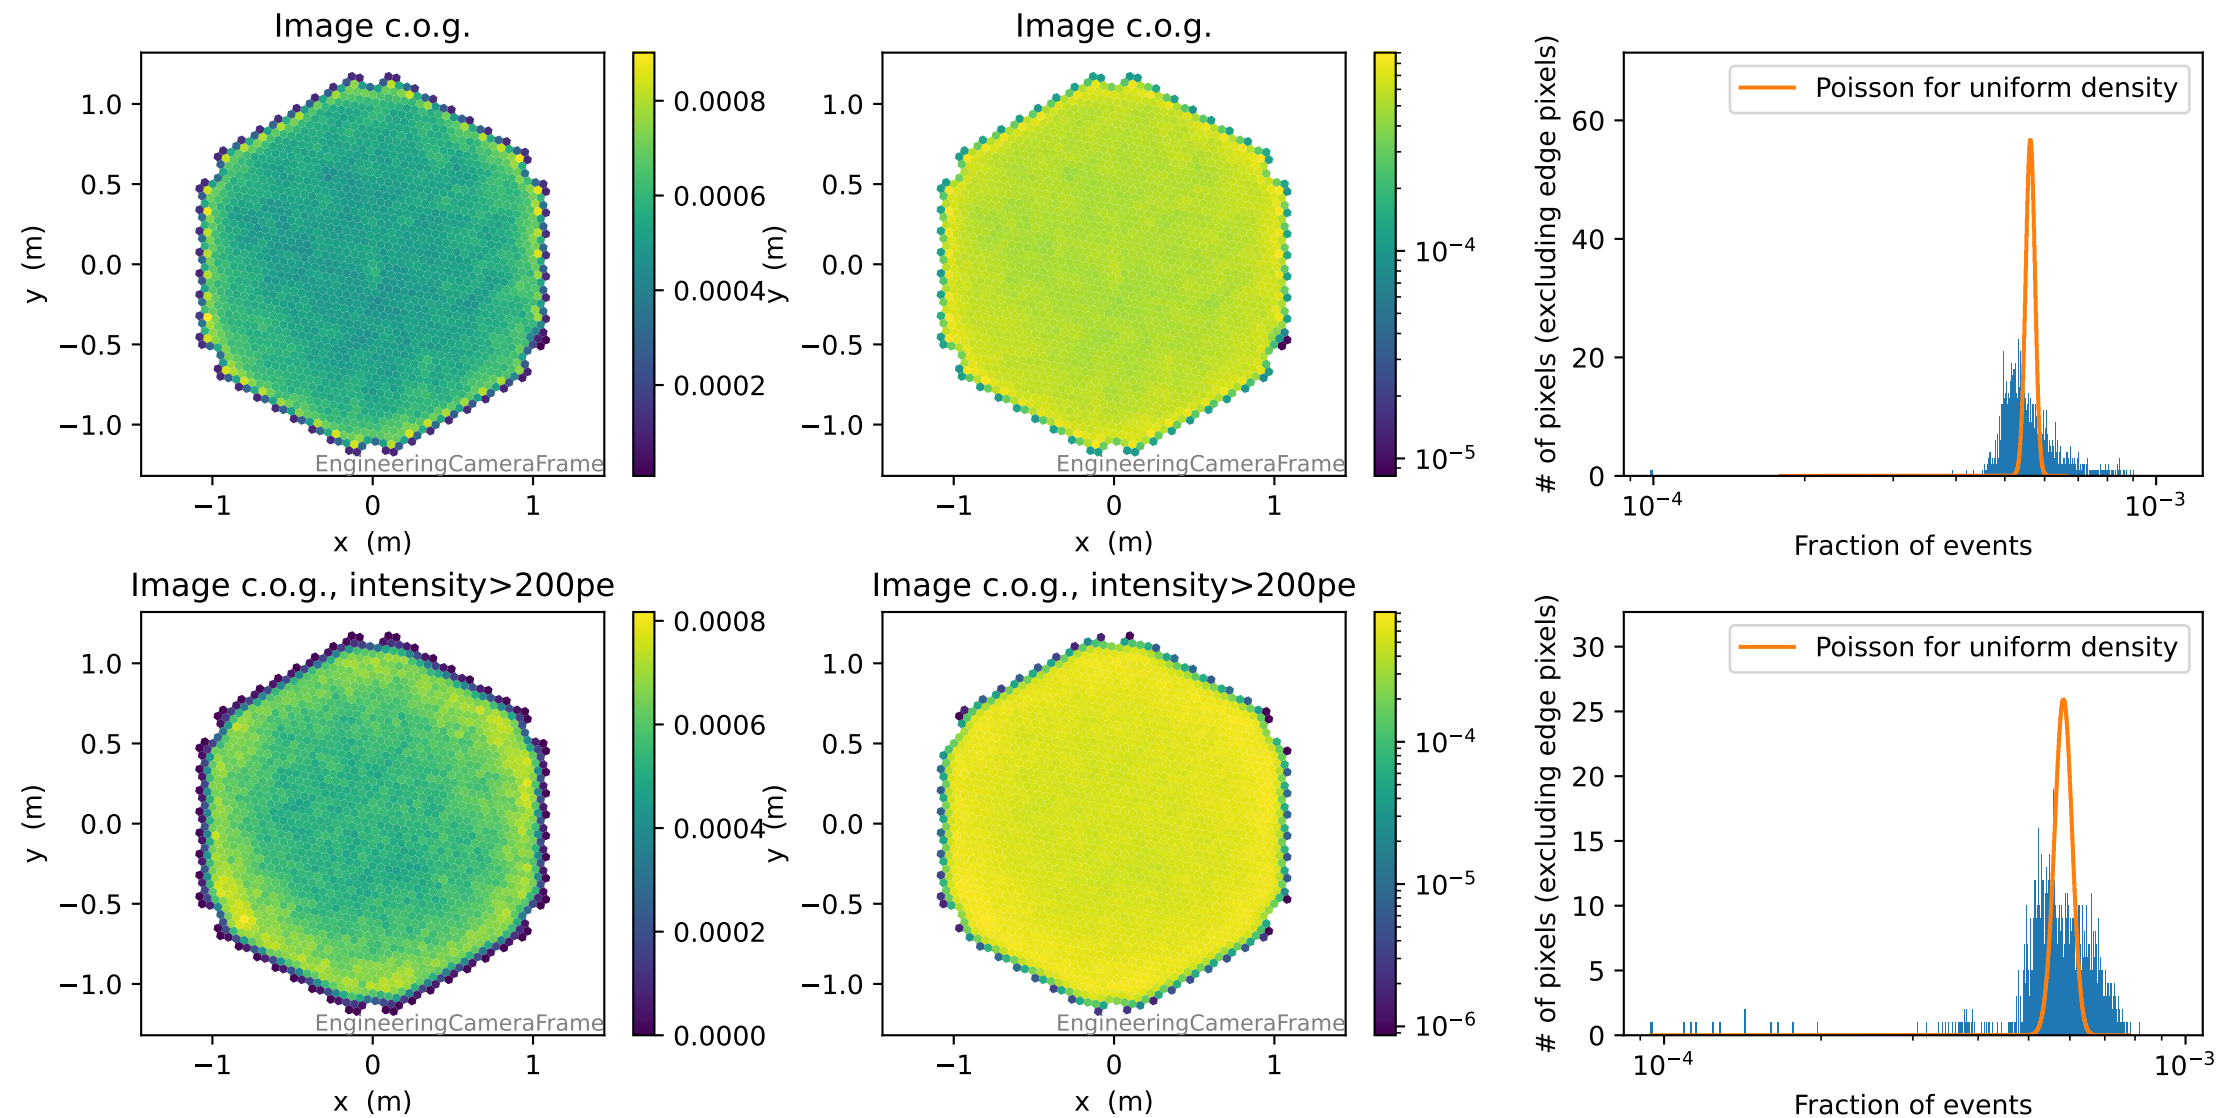 Image c.o.g.
1.0
0.5
0.0
−0.5
−1.0
y (m)
−1
0
1
x (m)
EngineeringCameraFrame
0.0008
0.0006
0.0004
0.0002
Image c.o.g.
1.0
0.5
0.0
−0.5
−1.0
y (m)
−1
0
1
x (m)
EngineeringCameraFrame
10⁻⁴
10⁻⁵
# of pixels (excluding edge pixels)
60
40
20
0
Poisson for uniform density
10⁻⁴
10⁻³
Fraction of events
Image c.o.g., intensity>200pe
1.0
0.5
0.0
−0.5
−1.0
y (m)
−1
0
1
x (m)
EngineeringCameraFrame
0.0008
0.0006
0.0004
0.0002
0.0000
Image c.o.g., intensity>200pe
1.0
0.5
0.0
−0.5
−1.0
y (m)
−1
0
1
x (m)
EngineeringCameraFrame
10⁻⁴
10⁻⁵
10⁻⁶
# of pixels (excluding edge pixels)
30
25
20
15
10
5
0
Poisson for uniform density
10⁻⁴
10⁻³
Fraction of events